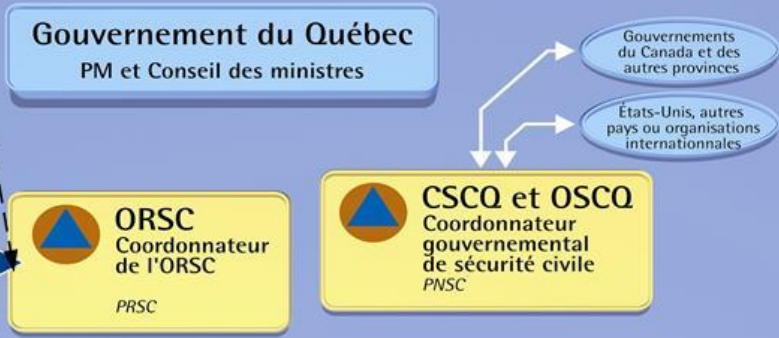 Gouvernement du Québec
PM et Conseil des ministres
Gouvernements
du Canada et des
autres provinces
États-Unis, autres
pays ou organisations
internationnales
ORSC
Coordonnateur
de l'ORSC
PRSC
CSCQ et OSCQ
Coordonnateur
gouvernemental
de sécurité civile
PNSC